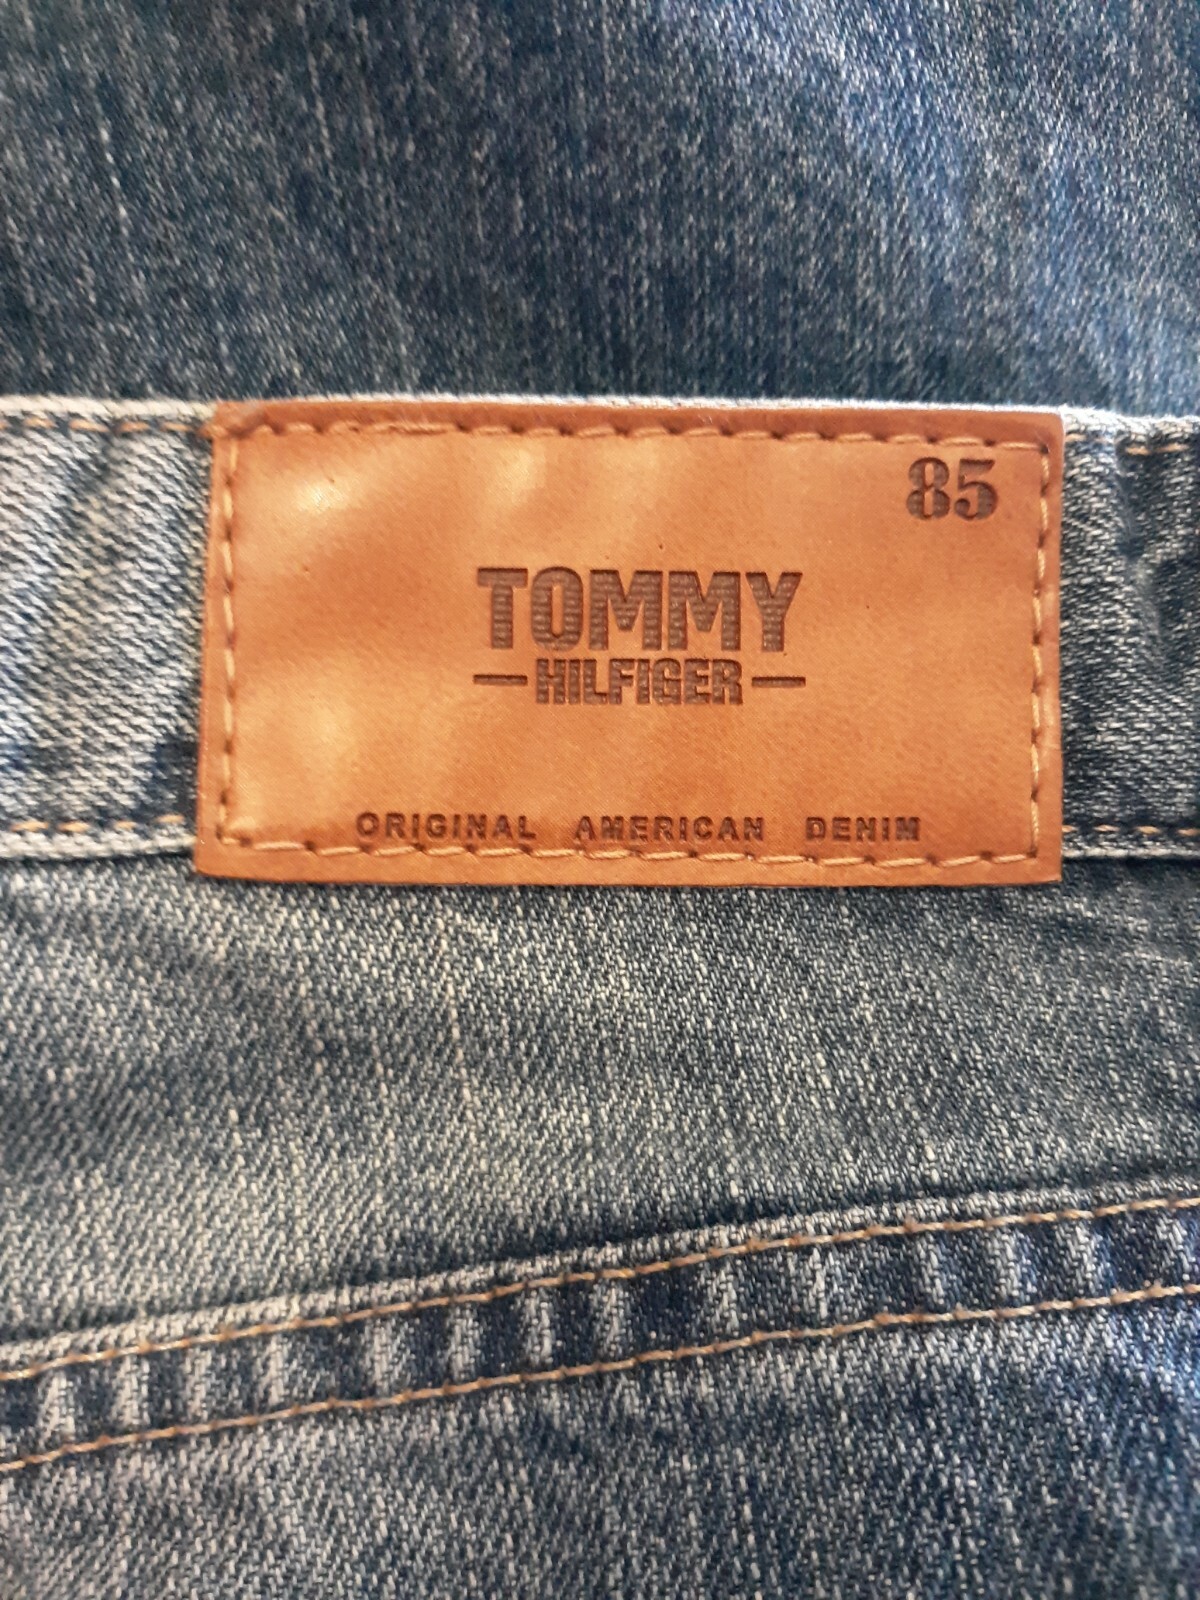 85
TOMMY
HILFIGER
ORIGINAL AMERICAN DENIM